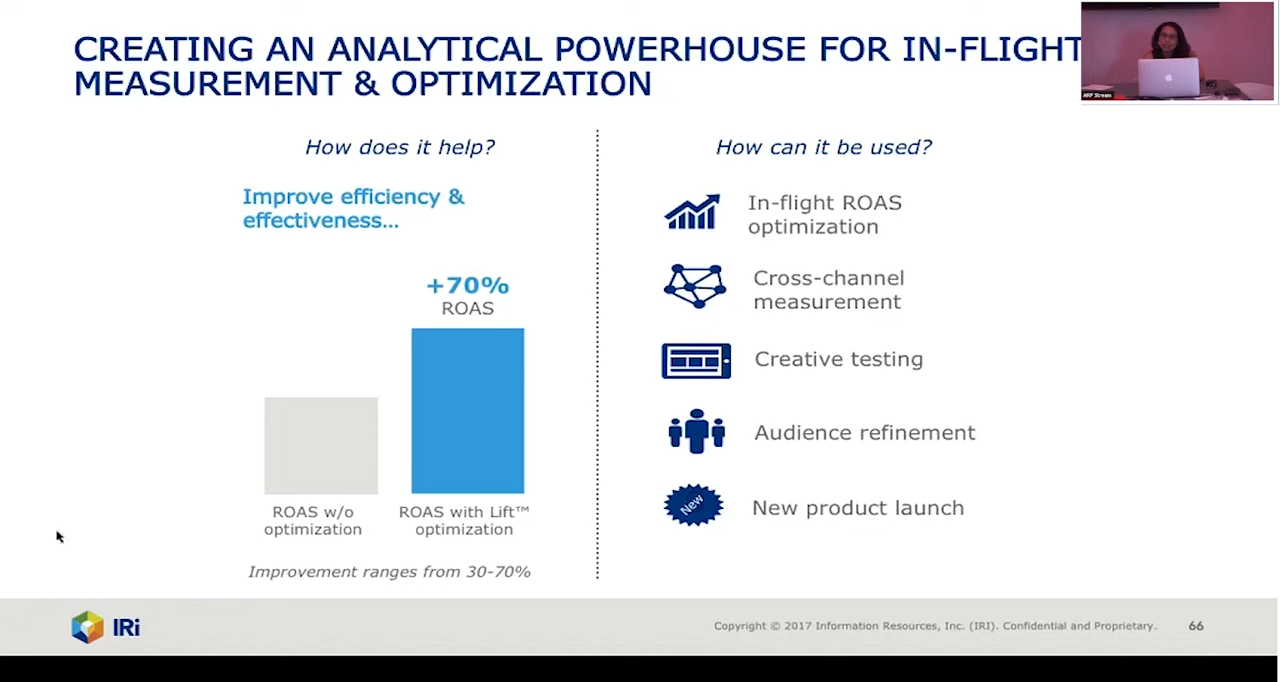 CREATING AN ANALYTICAL POWERHOUSE FOR IN-FLIGHT
MEASUREMENT & OPTIMIZATION
ARF Stream
How does it help?
Improve efficiency &
effectiveness...
+70%
ROAS
ROAS w/o
optimization
ROAS with Lift™
optimization
Improvement ranges from 30-70%
How can it be used?
In-flight ROAS
optimization
Cross-channel
measurement
Creative testing
Audience refinement
New
New product launch
IRi
Copyright © 2017 Information Resources, Inc. (IRI). Confidential and Proprietary.
66